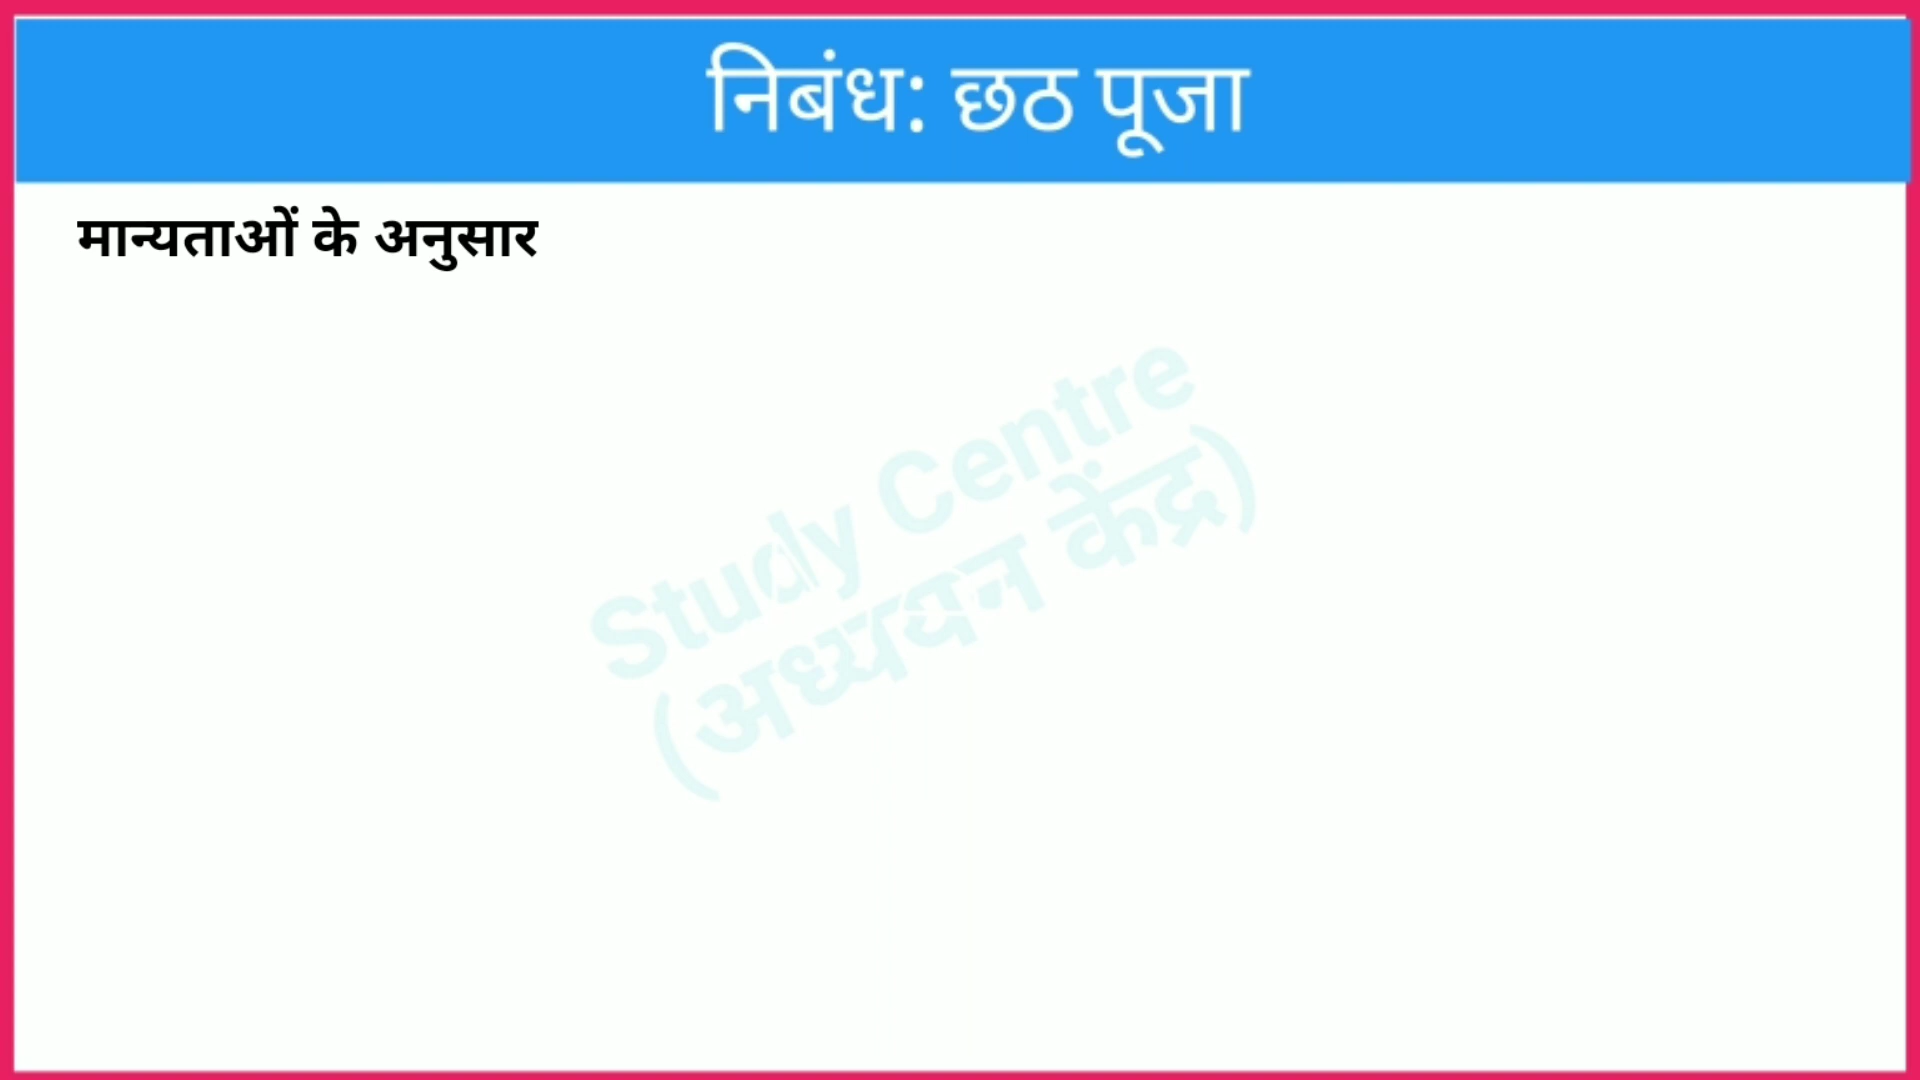 निबंध: छठ पूजा
मान्यताओं के अनुसार
Study Centre
(अध्ययन केंद्र)